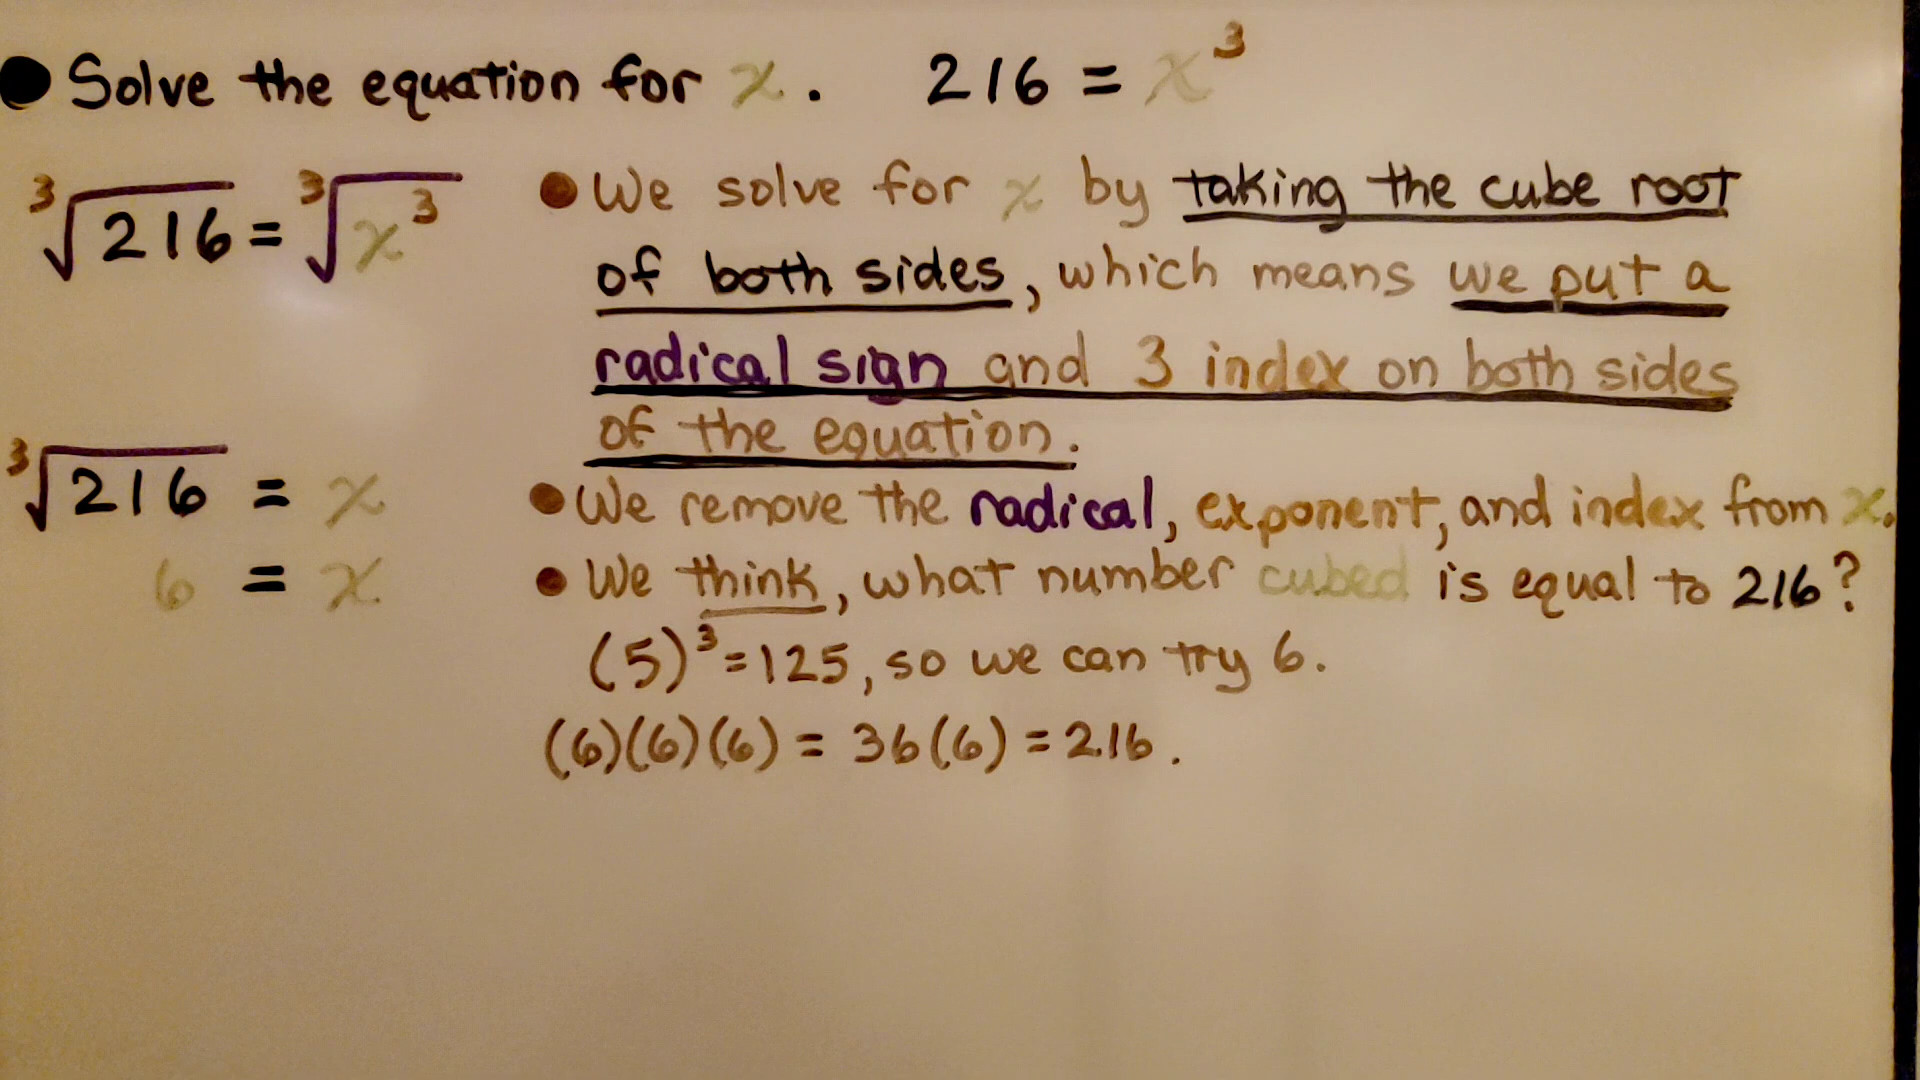 ● Solve the equation for x. 216 = x³
∛216 = ∛x³
● We solve for x by taking the cube root
of both sides, which means we put a
radical sign and 3 index on both sides
of the equation.
∛216 = x
● We remove the radical, exponent, and index from x.
6 = x
● We think, what number cubed is equal to 216?
(5)³=125, so we can try 6.
(6)(6)(6) = 36(6) = 216.